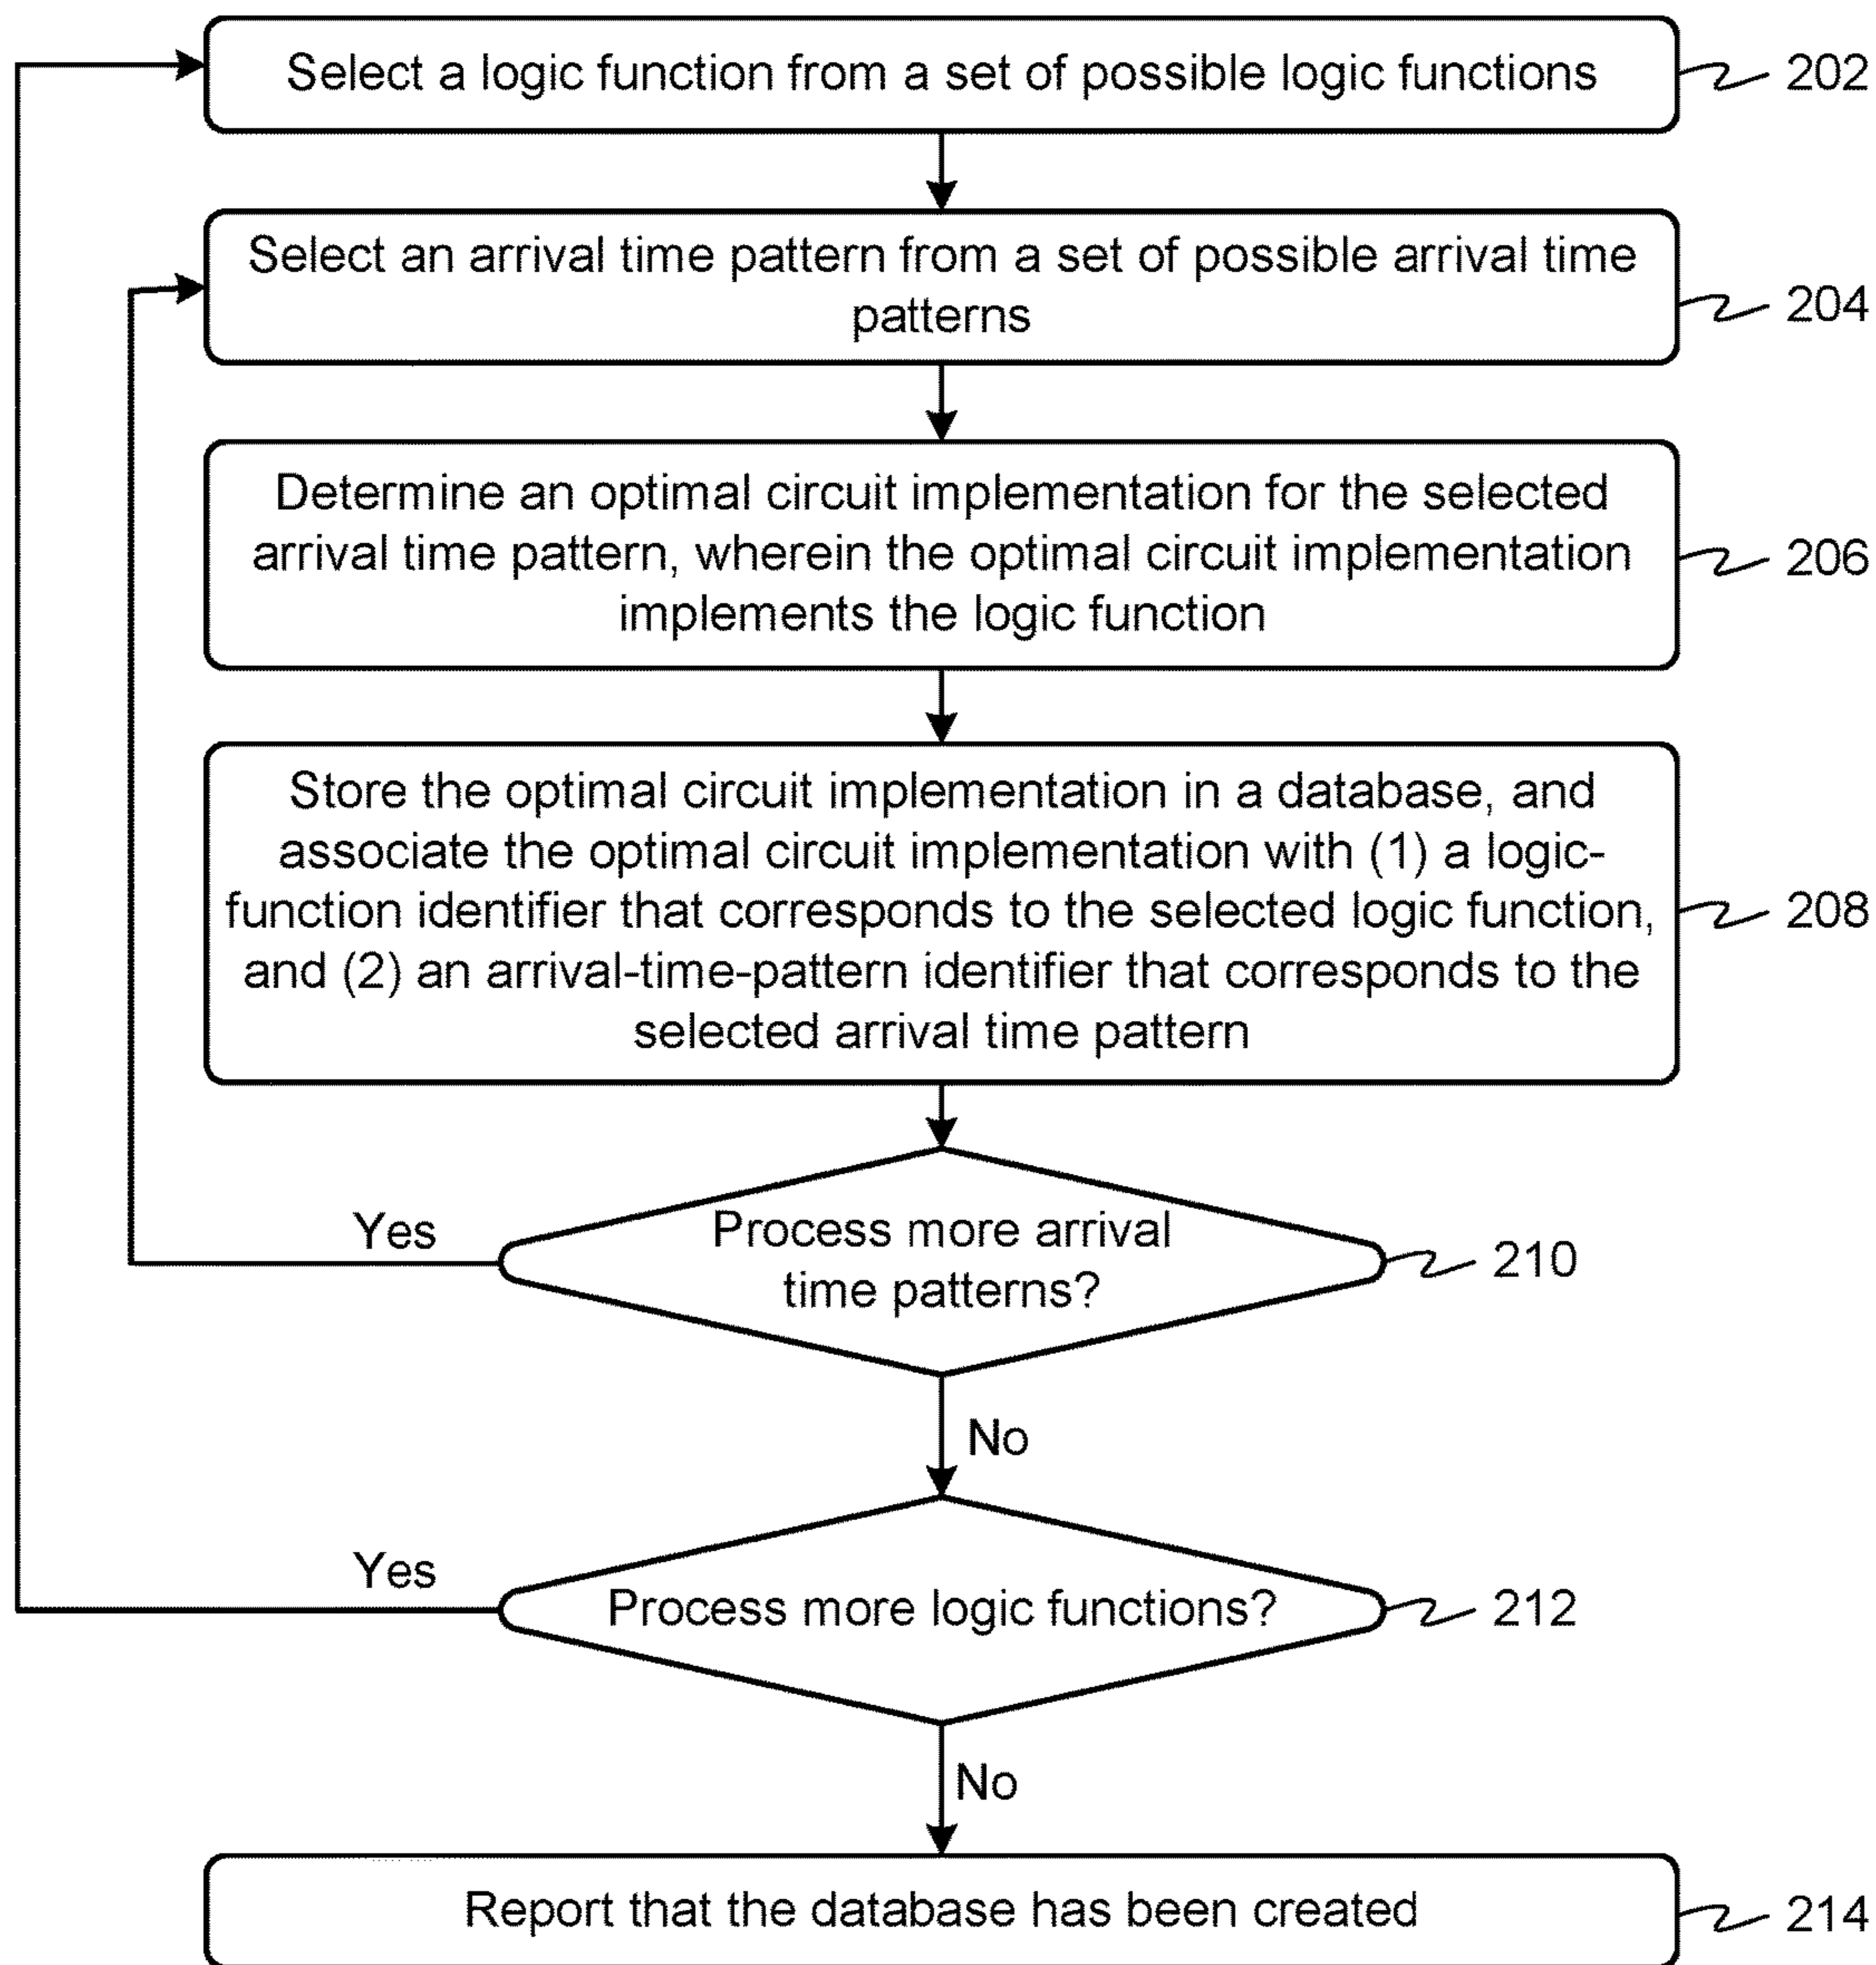 Select a logic function from a set of possible logic functions
202
Select an arrival time pattern from a set of possible arrival time
patterns
204
Determine an optimal circuit implementation for the selected
arrival time pattern, wherein the optimal circuit implementation
implements the logic function
206
Store the optimal circuit implementation in a database, and
associate the optimal circuit implementation with (1) a logic-
function identifier that corresponds to the selected logic function,
and (2) an arrival-time-pattern identifier that corresponds to the
selected arrival time pattern
208
Yes
Process more arrival
time patterns?
210
No
Yes
Process more logic functions?
212
No
Report that the database has been created
214